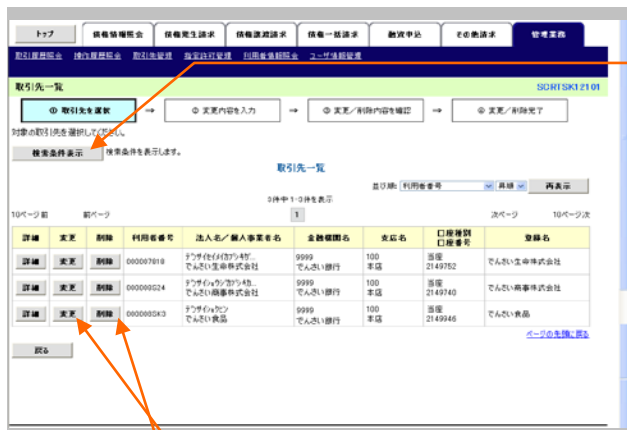 トップ 債権情報照会 債権発生請求 債権譲渡請求 債権一括請求 融資申込 その他請求 管理業務
取引履歴照会 操作履歴照会 取引先管理 指定許可管理 利用者情報照会 ユーザ情報管理
取引先一覧 SCRTSK12101
① 取引先を選択 ⇒ ② 変更内容を入力 ⇒ ③ 変更/削除内容を確認 ⇒ ④ 変更/削除完了
対象の取引先を選択してください。
検索条件表示 検索条件を表示します。
取引先一覧
並び順: 利用者番号 昇順 再表示
3件中 1-3件を表示
10ページ前 前ページ 1 次ページ 10ページ次
詳細 変更 削除 利用者番号 法人名/個人事業者名 金融機関名 支店名 口座種別 口座番号 登録名
詳細 変更 削除 000007010 でんさい生命株式会社 9999 でんさい銀行 100 本店 当座 2149752 でんさい生命株式会社
詳細 変更 削除 でんさい商事株式会社 9999 でんさい銀行 100 本店 当座 2149740 でんさい商事株式会社
詳細 変更 削除 でんさい食品 9999 でんさい銀行 100 本店 当座 2149946 でんさい食品
ページの先頭に戻る
戻る